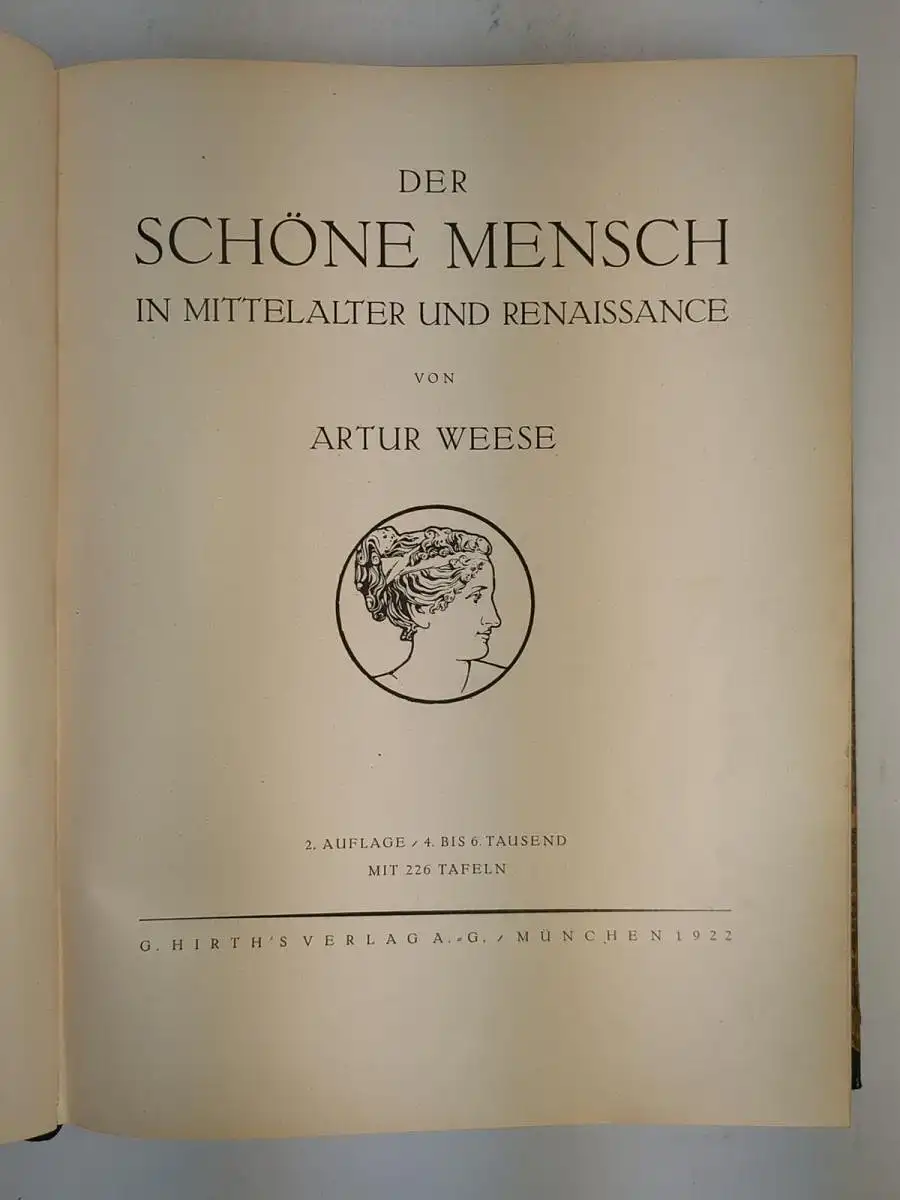 DER
SCHÖNE MENSCH
IN MITTELALTER UND RENAISSANCE
VON
ARTUR WEESE
2. AUFLAGE / 4. BIS 6. TAUSEND
MIT 226 TAFELN
G. HIRTH'S VERLAG A.-G. / MÜNCHEN 1922